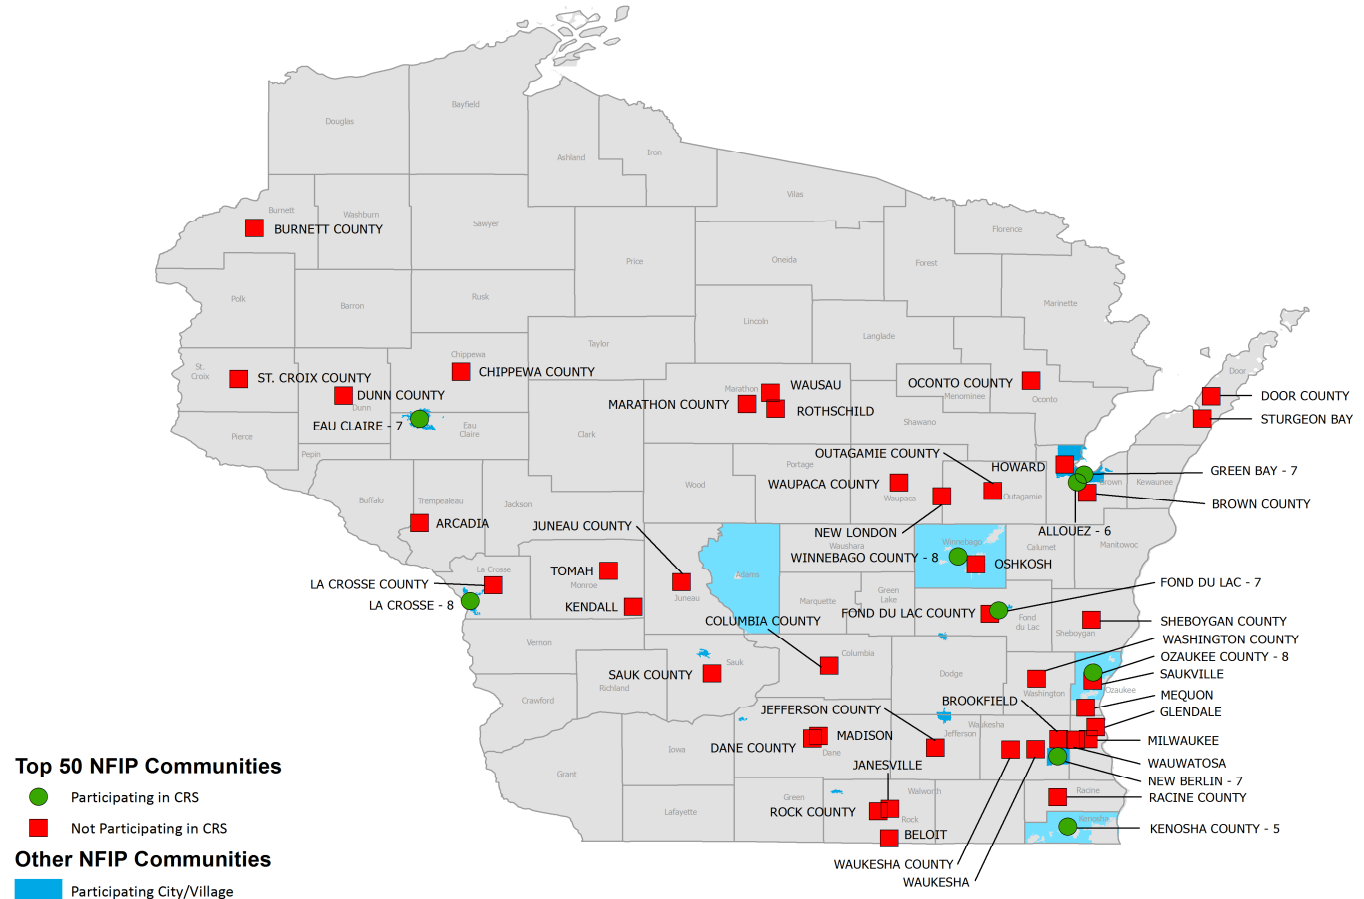 Bayfield
Douglas
Ashland
Iron
Vilas
Burnett
Washburn
Sawyer
BURNETT COUNTY
Florence
Price
Oneida
Forest
Polk
Barron
Rusk
Marinette
Lincoln
Langlade
Taylor
Chippewa
St.
Croix
ST. CROIX COUNTY
CHIPPEWA COUNTY
Door
DUNN COUNTY
Dunn
Marathon
WAUSAU
OCONTO COUNTY
Menominee
Oconto
DOOR COUNTY
MARATHON COUNTY
ROTHSCHILD
STURGEON BAY
EAU CLAIRE - 7
Eau
Claire
Pierce
Clark
Shawano
Pepin
OUTAGAMIE COUNTY
Portage
HOWARD
GREEN BAY - 7
Wood
WAUPACA COUNTY
Waupaca
Outagamie
Brown
Kewaunee
Buffalo
Trempealeau
Jackson
BROWN COUNTY
ARCADIA
JUNEAU COUNTY
NEW LONDON
ALLOUEZ - 6
Waushara
Winnebago
Calumet
Manitowoc
WINNEBAGO COUNTY - 8
OSHKOSH
La Crosse
TOMAH
Monroe
Adams
LA CROSSE COUNTY
Juneau
Marquette
Green
Lake
FOND DU LAC - 7
LA CROSSE - 8
KENDALL
FOND DU LAC COUNTY
Fond
du Lac
COLUMBIA COUNTY
Sheboygan
SHEBOYGAN COUNTY
WASHINGTON COUNTY
Vernon
Columbia
OZAUKEE COUNTY - 8
Sauk
SAUK COUNTY
Dodge
SAUKVILLE
Richland
Washington
Ozaukee
Crawford
BROOKFIELD
MEQUON
JEFFERSON COUNTY
GLENDALE
Waukesha
Jefferson
MADISON
MILWAUKEE
DANE COUNTY
Dane
Iowa
WAUWATOSA
JANESVILLE
Grant
NEW BERLIN - 7
Green
Walworth
Racine
RACINE COUNTY
Lafayette
ROCK COUNTY
Rock
Kenosha
KENOSHA COUNTY - 5
BELOIT
WAUKESHA COUNTY
WAUKESHA
Top 50 NFIP Communities
Participating in CRS
Not Participating in CRS
Other NFIP Communities
Participating City/Village